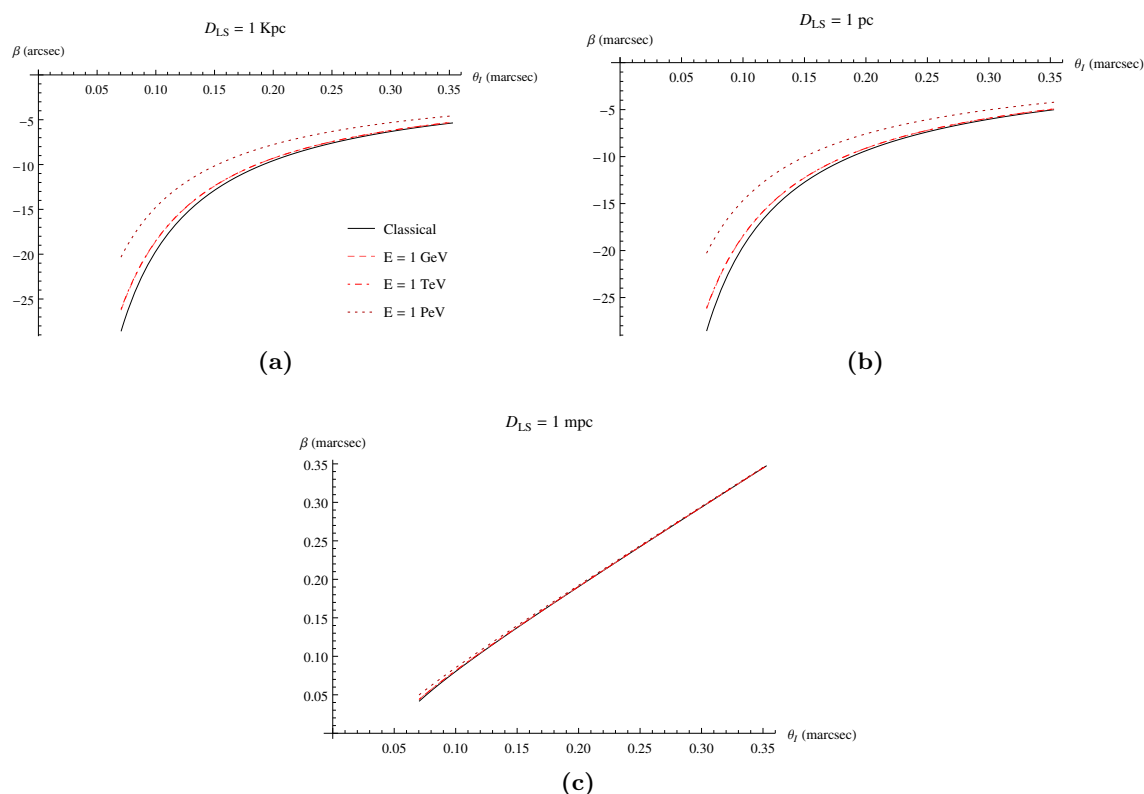 D_LS = 1 Kpc
β (arcsec)
θ_I (marcsec)
0.05 0.10 0.15 0.20 0.25 0.30 0.35
-5
-10
-15
-20
-25
Classical
E = 1 GeV
E = 1 TeV
E = 1 PeV
(a)
D_LS = 1 pc
β (marcsec)
θ_I (marcsec)
0.05 0.10 0.15 0.20 0.25 0.30 0.35
-5
-10
-15
-20
-25
(b)
D_LS = 1 mpc
β (marcsec)
0.35
0.30
0.25
0.20
0.15
0.10
0.05
0.05 0.10 0.15 0.20 0.25 0.30 0.35
θ_I (marcsec)
(c)